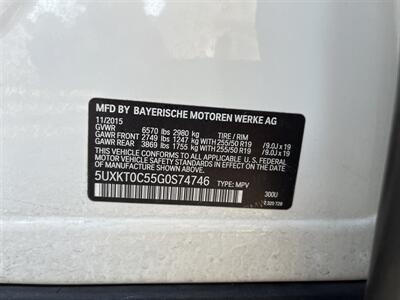 MFD BY BAYERISCHE MOTOREN WERKE AG
11/2015 TIRE / RIM
GVWR 6570 lbs 2980 kg
GAWR FRONT 2749 lbs 1247 kg WITH 255/50 R19 /9.0J x 19
GAWR REAR 3869 lbs 1755 kg WITH 255/50 R19 /9.0J x 19
THIS VEHICLE CONFORMS TO ALL APPLICABLE FEDERAL
MOTOR VEHICLE SAFETY STANDARDS IN EFFECT ON THE DATE OF
MANUFACTURE SHOWN ABOVE.
5UXKT0C55G0S74746 TYPE: MPV
300U